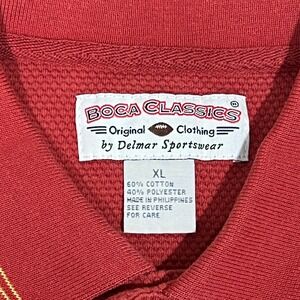 BOCA CLASSICS®
Original Clothing
by Delmar Sportswear
XL
60% COTTON
40% POLYESTER
MADE IN PHILIPPINES
SEE REVERSE
FOR CARE